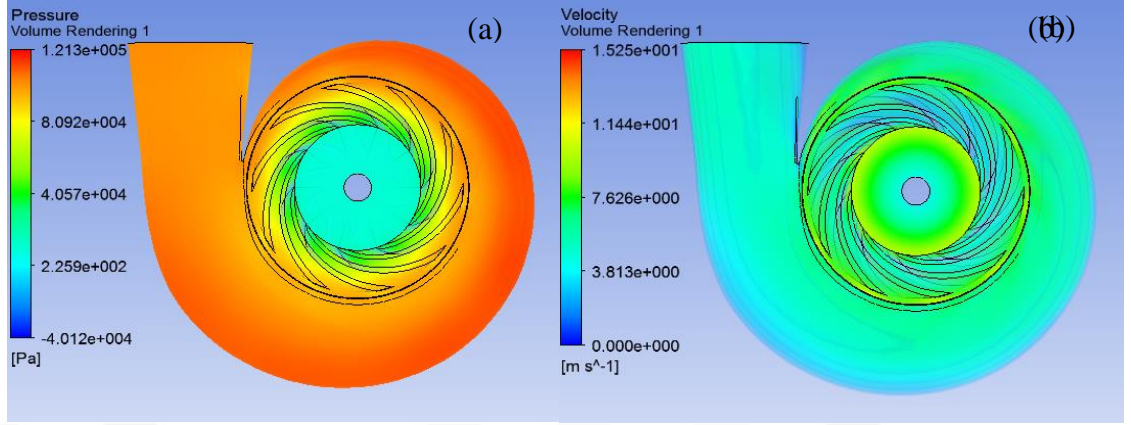 Pressure
Volume Rendering 1
(a)
1.213e+005
8.092e+004
4.057e+004
2.259e+002
-4.012e+004
[Pa]
Velocity
Volume Rendering 1
1.525e+001
1.144e+001
7.626e+000
3.813e+000
0.000e+000
[m s^-1]